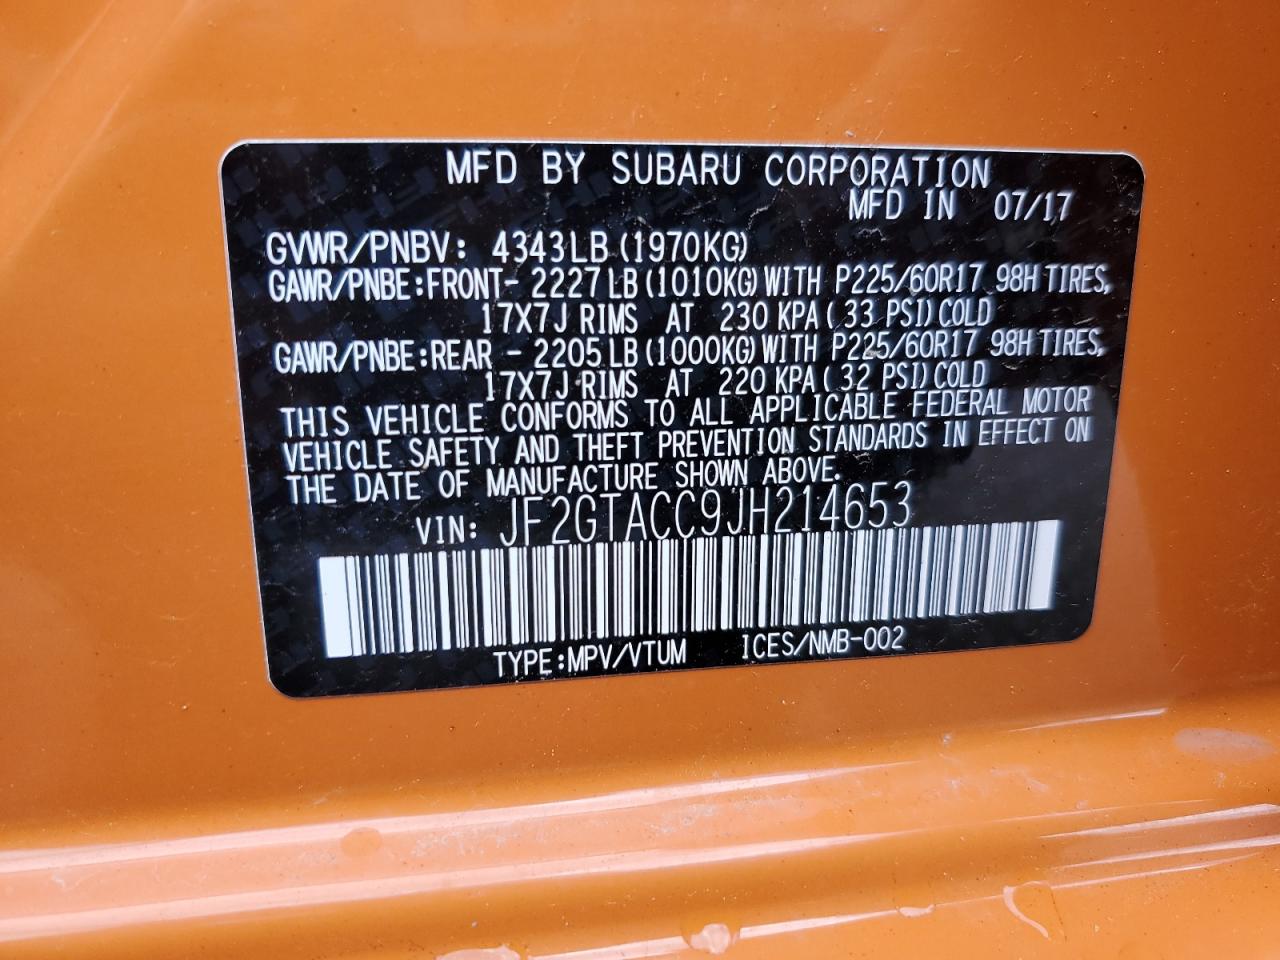 MFD BY SUBARU CORPORATION
MFD IN 07/17
GVWR/PNBV: 4343LB (1970KG)
GAWR/PNBE:FRONT- 2227LB (1010KG) WITH P225/60R17 98H TIRES,
17X7J RIMS AT 230 KPA ( 33 PSI) COLD
GAWR/PNBE:REAR - 2205LB (1000KG) WITH P225/60R17 98H TIRES,
17X7J RIMS AT 220 KPA ( 32 PSI) COLD
THIS VEHICLE CONFORMS TO ALL APPLICABLE FEDERAL MOTOR
VEHICLE SAFETY AND THEFT PREVENTION STANDARDS IN EFFECT ON
THE DATE OF MANUFACTURE SHOWN ABOVE.
VIN: JF2GTACC9JH214653
TYPE:MPV/VTUM ICES/NMB-002